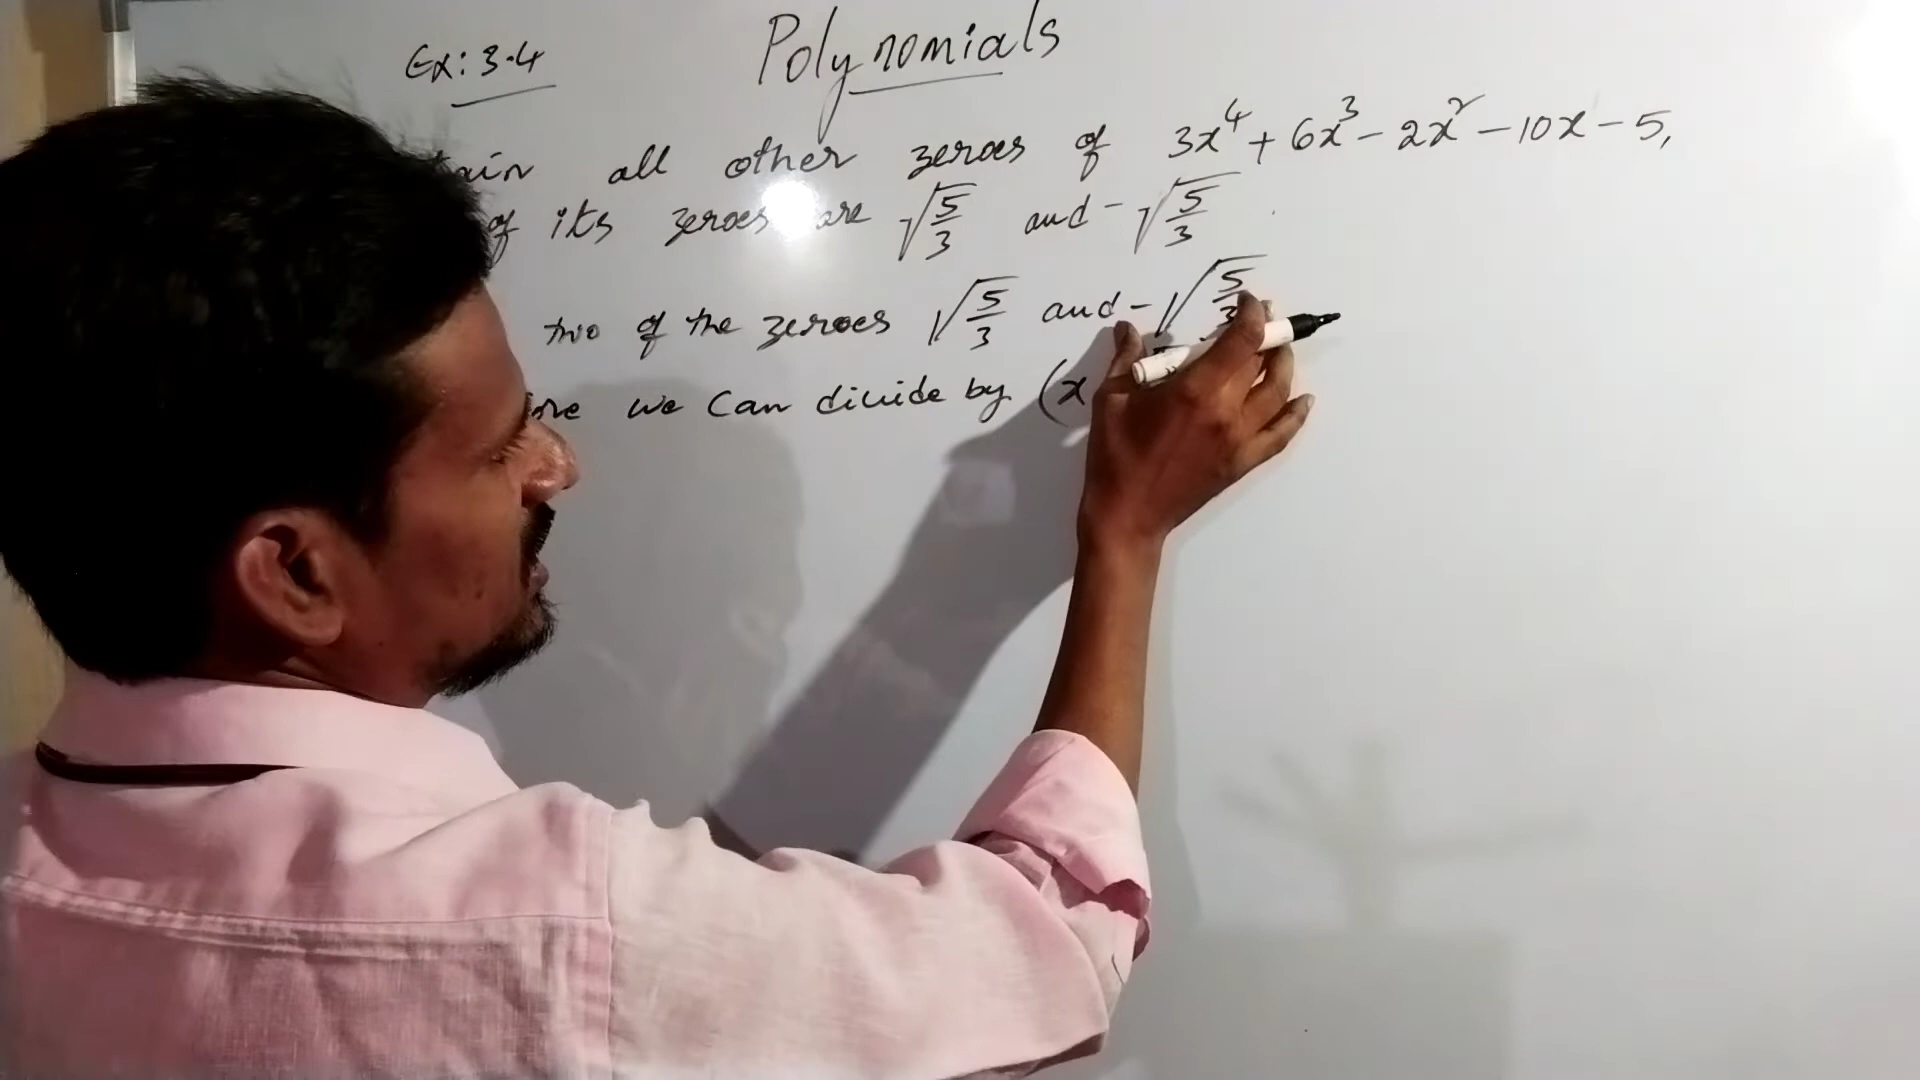 Ex: 3.4
Polynomials
all other zeroes of 3x⁴ + 6x³ - 2x² - 10x - 5,
of its zeroes are √5/3 and - √5/3
two of the zeroes √5/3 and - √5/3
we can divide by (x